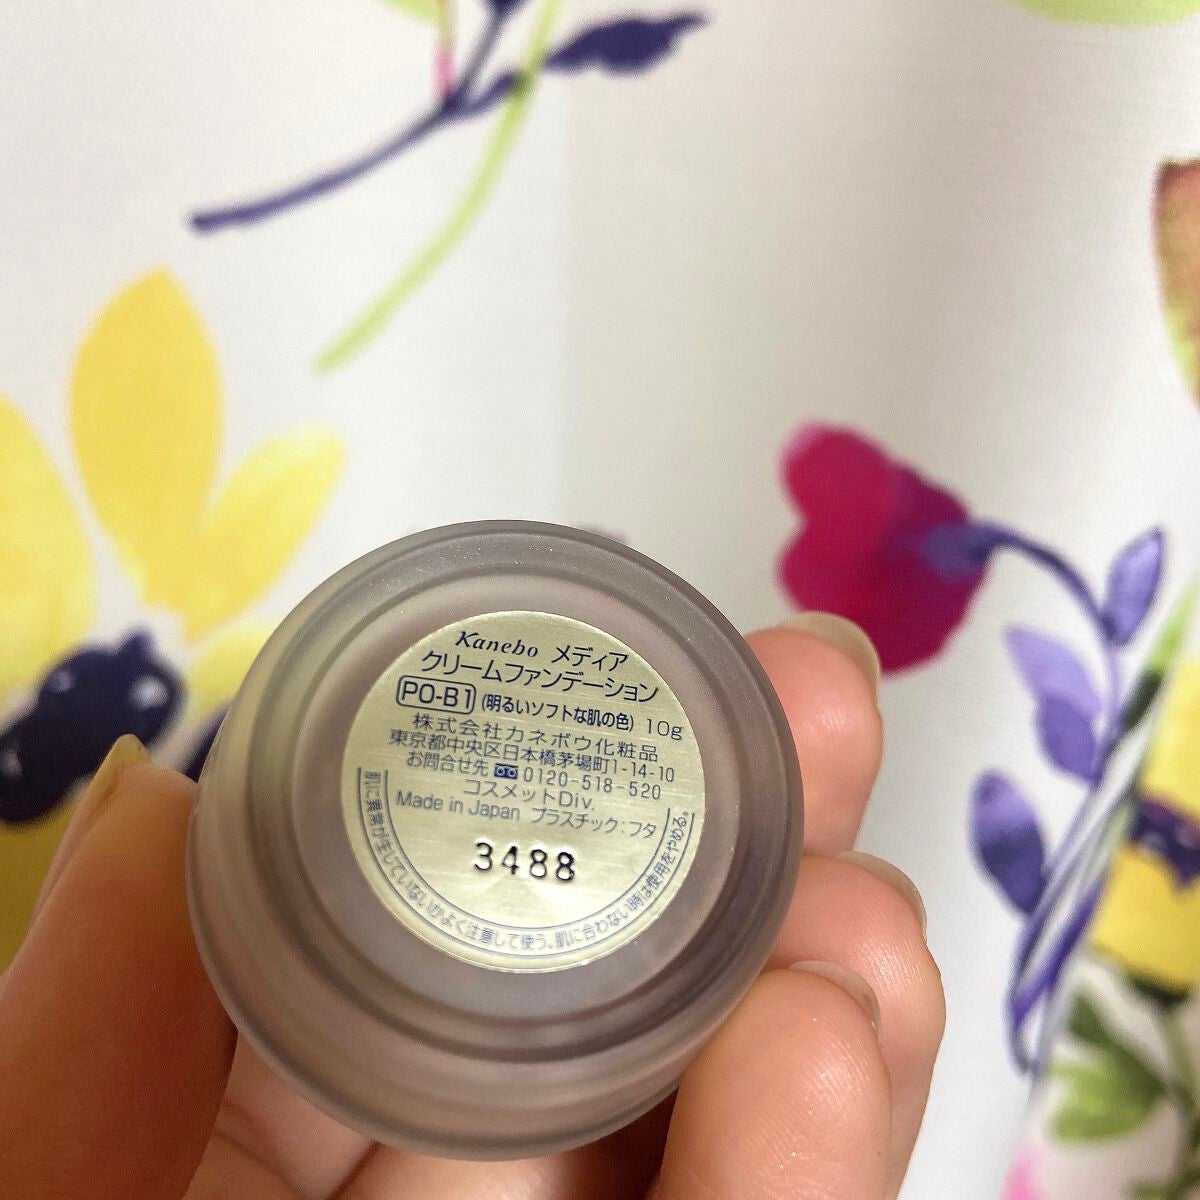 Kanebo メディア
クリームファンデーション
PO-B1 (明るいソフトな肌の色) 10g
株式会社カネボウ化粧品
東京都中央区日本橋茅場町1-14-10
お問合せ先 0120-518-520
コスメットDiv.
Made in Japan プラスチック:フタ
3488
肌に異常が生じていないかよく注意して使う。肌に合わない時は使用をやめる。